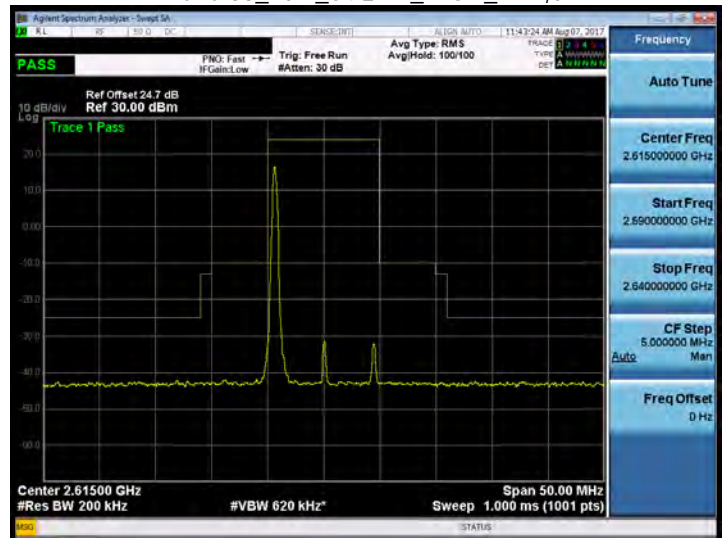 Agilent Spectrum Analyzer - Swept SA
RL RF 50 Ω DC SENSE:INT ALIGN AUTO 11:43:24 AM Aug 07, 2017
PASS
PNO: Fast
IFGain:Low
Trig: Free Run
#Atten: 30 dB
Avg Type: RMS
Avg|Hold: 100/100
TRACE 1 2 3 4
TYPE A
DET A N N N N N
Ref Offset 24.7 dB
10 dB/div Ref 30.00 dBm
Log
Trace 1 Pass
20.0
10.0
0.00
-10.0
-20.0
-30.0
-40.0
-50.0
-60.0
Center 2.61500 GHz Span 50.00 MHz
#Res BW 200 kHz #VBW 620 kHz* Sweep 1.000 ms (1001 pts)
MSG STATUS
Frequency
Auto Tune
Center Freq
2.615000000 GHz
Start Freq
2.590000000 GHz
Stop Freq
2.640000000 GHz
CF Step
5.000000 MHz
Auto Man
Freq Offset
0 Hz